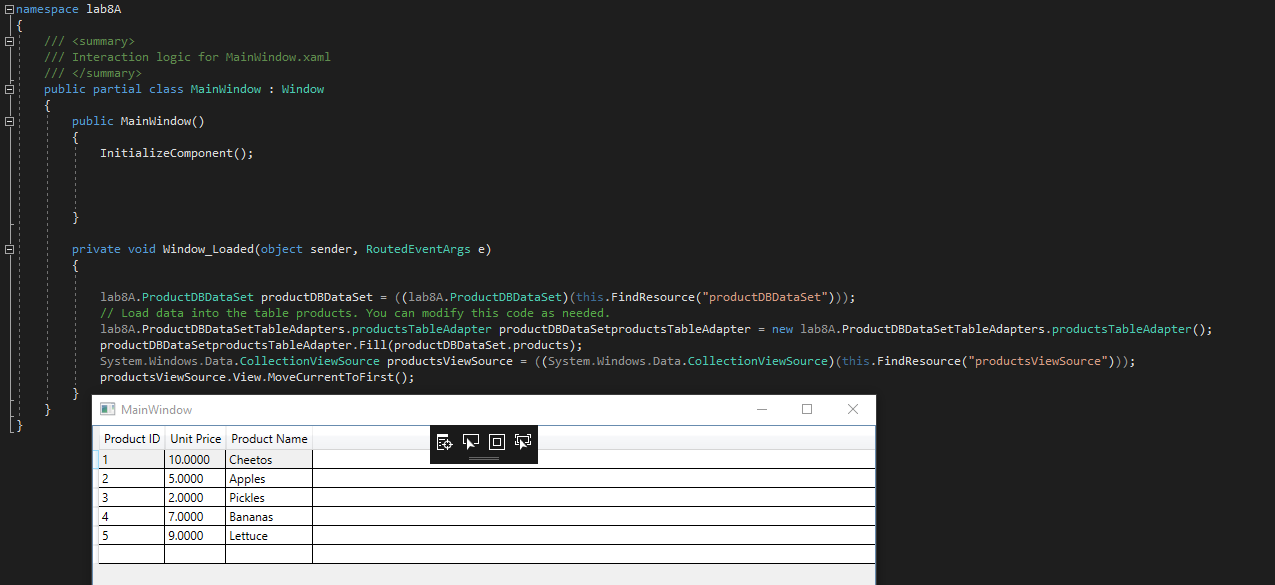 namespace lab8A
{
/// <summary>
/// Interaction logic for MainWindow.xaml
/// </summary>
public partial class MainWindow : Window
{
public MainWindow()
{
InitializeComponent();
}
private void Window_Loaded(object sender, RoutedEventArgs e)
{
lab8A.ProductDBDataSet productDBDataSet = ((lab8A.ProductDBDataSet)(this.FindResource("productDBDataSet")));
// Load data into the table products. You can modify this code as needed.
lab8A.ProductDBDataSetTableAdapters.productsTableAdapter productDBDataSetproductsTableAdapter = new lab8A.ProductDBDataSetTableAdapters.productsTableAdapter();
productDBDataSetproductsTableAdapter.Fill(productDBDataSet.products);
System.Windows.Data.CollectionViewSource productsViewSource = ((System.Windows.Data.CollectionViewSource)(this.FindResource("productsViewSource")));
productsViewSource.View.MoveCurrentToFirst();
}
}
}
MainWindow
Product ID Unit Price Product Name
1 10.0000 Cheetos
2 5.0000 Apples
3 2.0000 Pickles
4 7.0000 Bananas
5 9.0000 Lettuce